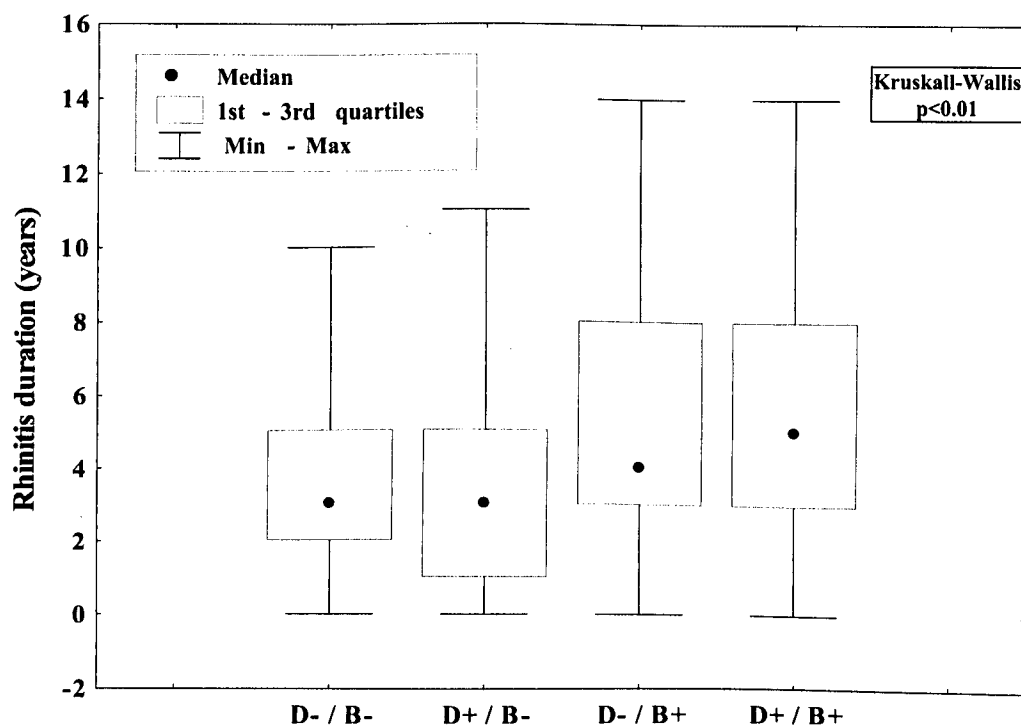 16
14
12
10
8
6
4
2
0
-2
Rhinitis duration (years)
Median
1st - 3rd quartiles
Min - Max
Kruskall-Wallis
p<0.01
D- / B-
D+ / B-
D- / B+
D+ / B+